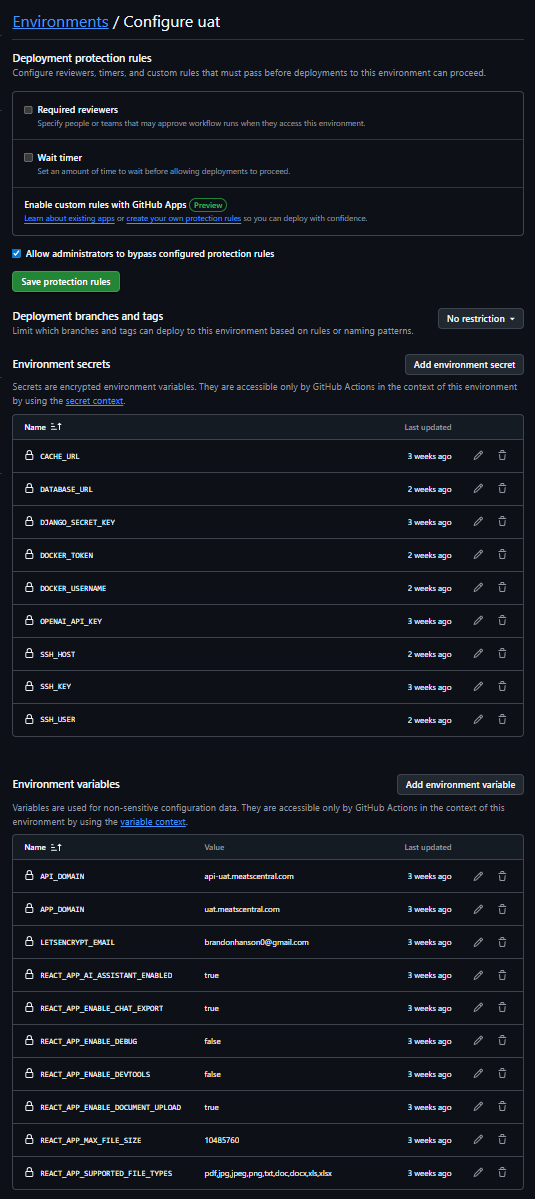 Environments / Configure uat
Deployment protection rules
Configure reviewers, timers, and custom rules that must pass before deployments to this environment can proceed.
Required reviewers
Specify people or teams that may approve workflow runs when they access this environment.
Wait timer
Set an amount of time to wait before allowing deployments to proceed.
Enable custom rules with GitHub Apps Preview
Learn about existing apps or create your own protection rules so you can deploy with confidence.
Allow administrators to bypass configured protection rules
Save protection rules
Deployment branches and tags
No restriction
Limit which branches and tags can deploy to this environment based on rules or naming patterns.
Environment secrets
Add environment secret
Secrets are encrypted environment variables. They are accessible only by GitHub Actions in the context of this environment
by using the secret context.
Name Last updated
CACHE_URL 3 weeks ago
DATABASE_URL 2 weeks ago
DJANGO_SECRET_KEY 3 weeks ago
DOCKER_TOKEN 2 weeks ago
DOCKER_USERNAME 2 weeks ago
OPENAI_API_KEY 3 weeks ago
SSH_HOST 2 weeks ago
SSH_KEY 3 weeks ago
SSH_USER 2 weeks ago
Environment variables
Add environment variable
Variables are used for non-sensitive configuration data. They are accessible only by GitHub Actions in the context of this
environment by using the variable context.
Name Value Last updated
API_DOMAIN api-uat.meatscentral.com 3 weeks ago
APP_DOMAIN uat.meatscentral.com 3 weeks ago
LETSENCRYPT_EMAIL brandonhanson0@gmail.com 3 weeks ago
REACT_APP_AI_ASSISTANT_ENABLED true 3 weeks ago
REACT_APP_ENABLE_CHAT_EXPORT true 3 weeks ago
REACT_APP_ENABLE_DEBUG false 3 weeks ago
REACT_APP_ENABLE_DEVTOOLS false 3 weeks ago
REACT_APP_ENABLE_DOCUMENT_UPLOAD true 3 weeks ago
REACT_APP_MAX_FILE_SIZE 10485760 3 weeks ago
REACT_APP_SUPPORTED_FILE_TYPES pdf,jpg,jpeg,png,txt,doc,docx,xls,xlsx 3 weeks ago